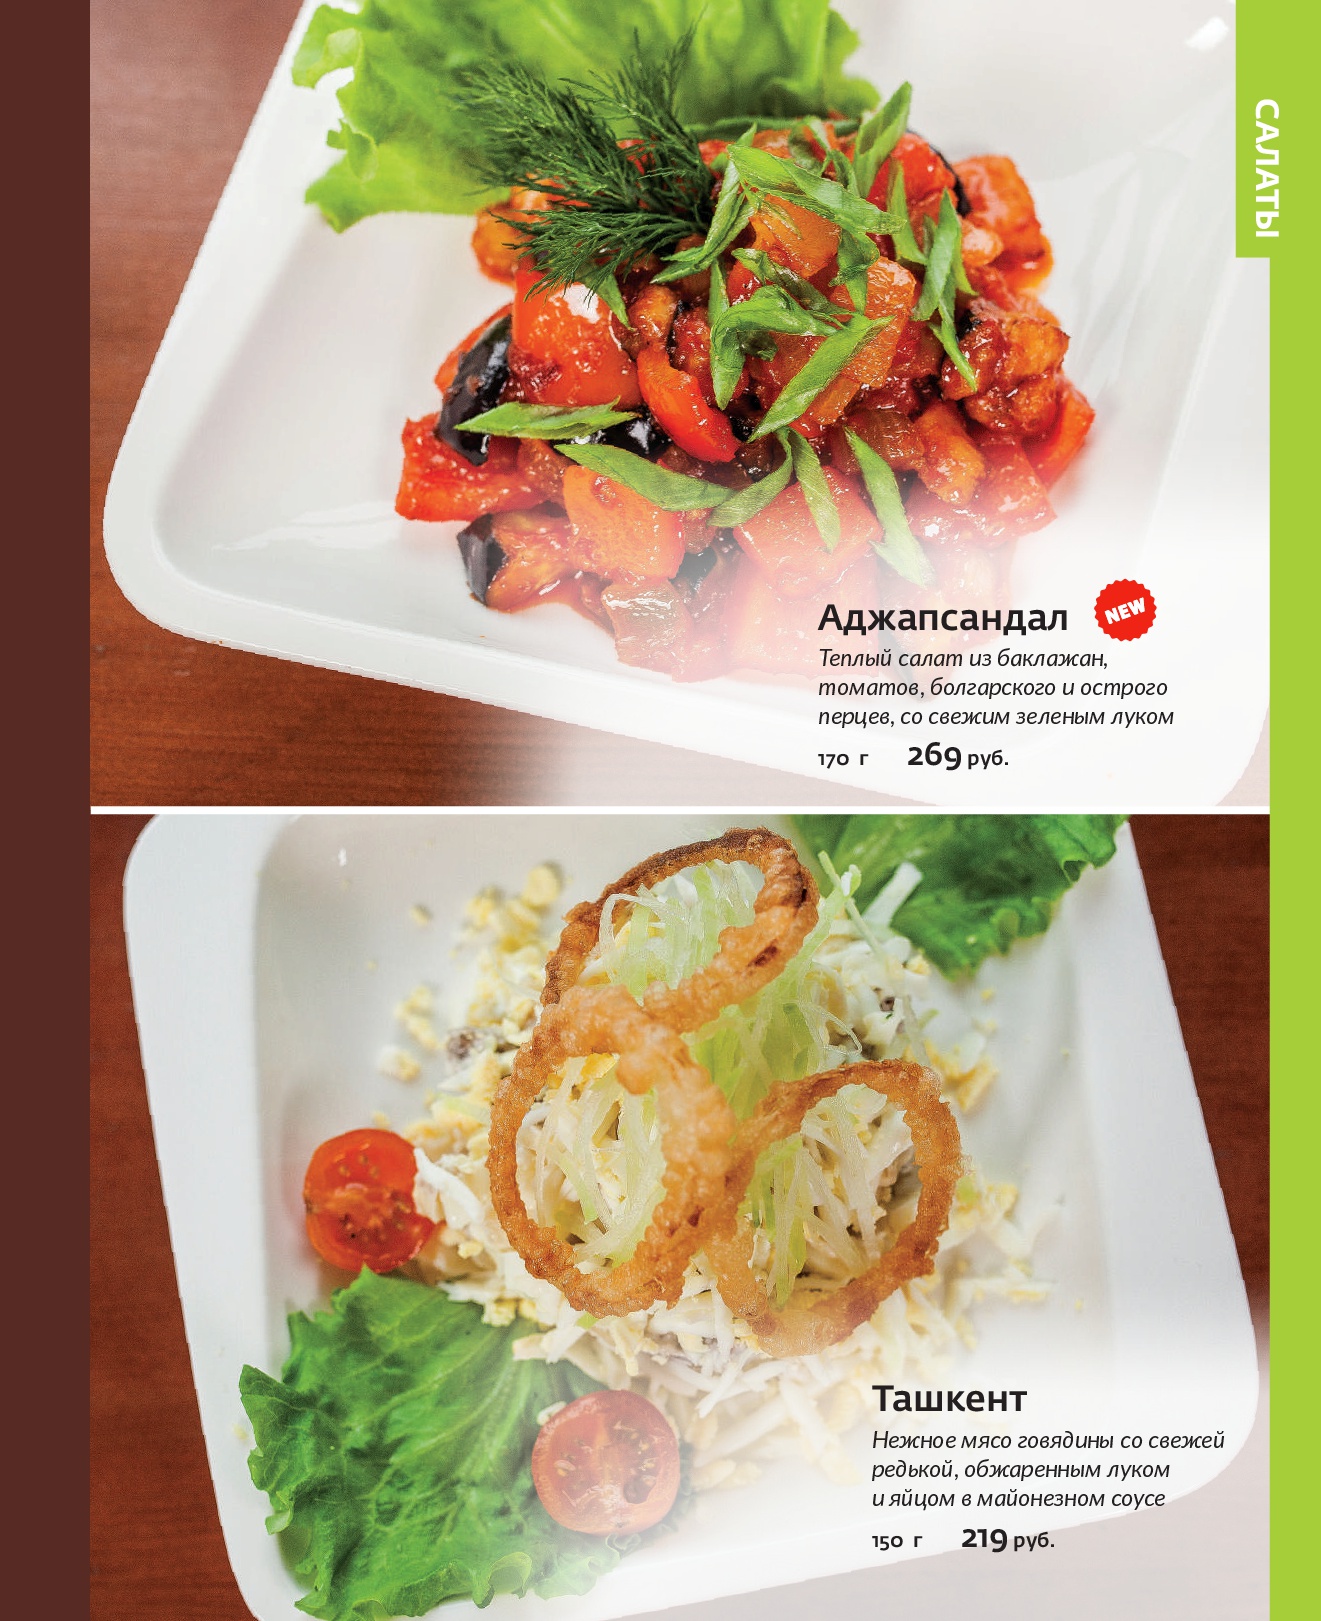 САЛАТЫ
Аджапсандал NEW
Теплый салат из баклажан,
томатов, болгарского и острого
перцев, со свежим зеленым луком
170 г 269 руб.
Ташкент
Нежное мясо говядины со свежей
редькой, обжаренным луком
и яйцом в майонезном соусе
150 г 219 руб.